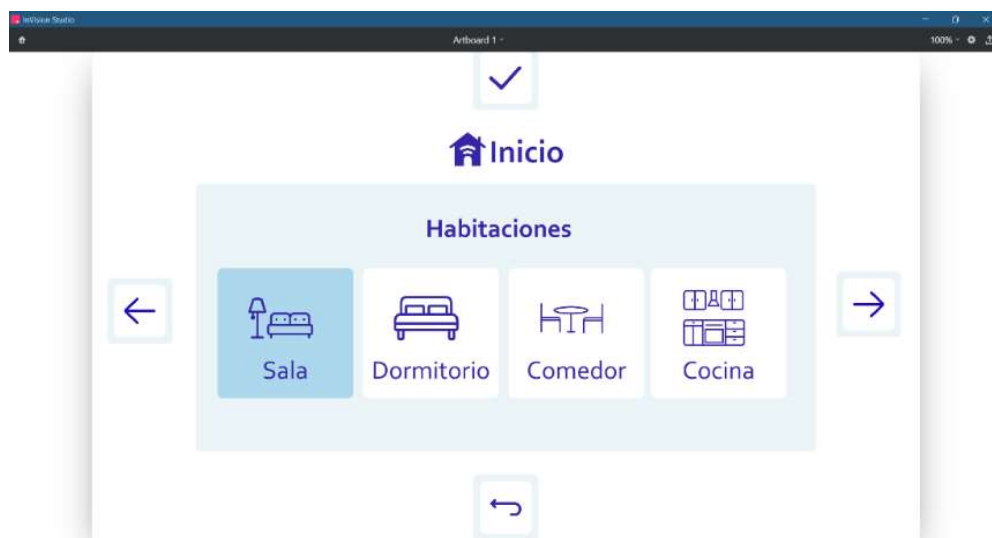 InVision Studio
Artboard 1
100%
Inicio
Habitaciones
Sala Dormitorio Comedor Cocina